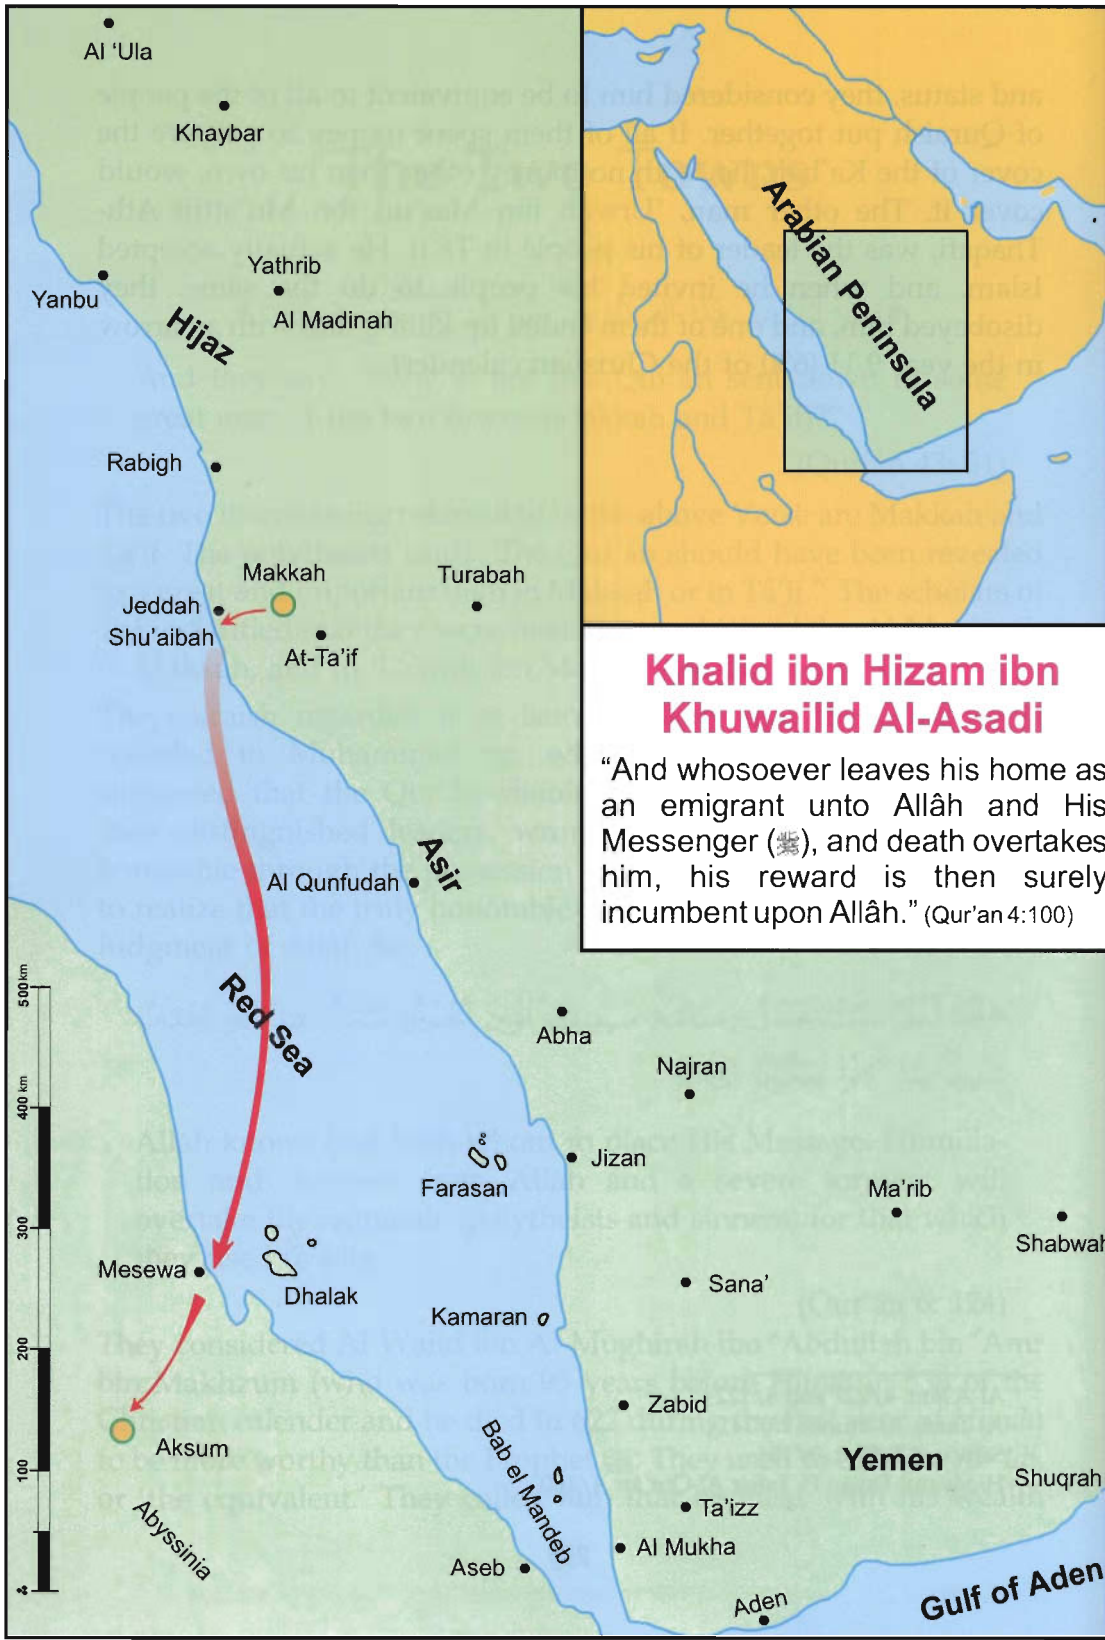 Al ‘Ula
Khaybar
Yanbu
Yathrib
Al Madinah
Hijaz
Arabian Peninsula
Rabigh
Makkah
Turabah
Jeddah
Shu’aibah
At-Ta’if
Khalid ibn Hizam ibn
Khuwailid Al-Asadi
“And whosoever leaves his home as
an emigrant unto Allâh and His
Messenger (ﷺ), and death overtakes
him, his reward is then surely
incumbent upon Allâh.” (Qur’an 4:100)
Asir
Al Qunfudah
Red Sea
500 km
400 km
300
200
100
Abha
Najran
Jizan
Farasan
Ma’rib
Shabwah
Mesewa
Dhalak
Sana’
Kamaran
Zabid
Aksum
Yemen
Bab el Mandeb
Shuqrah
Abyssinia
Ta’izz
Al Mukha
Aseb
Aden
Gulf of Aden